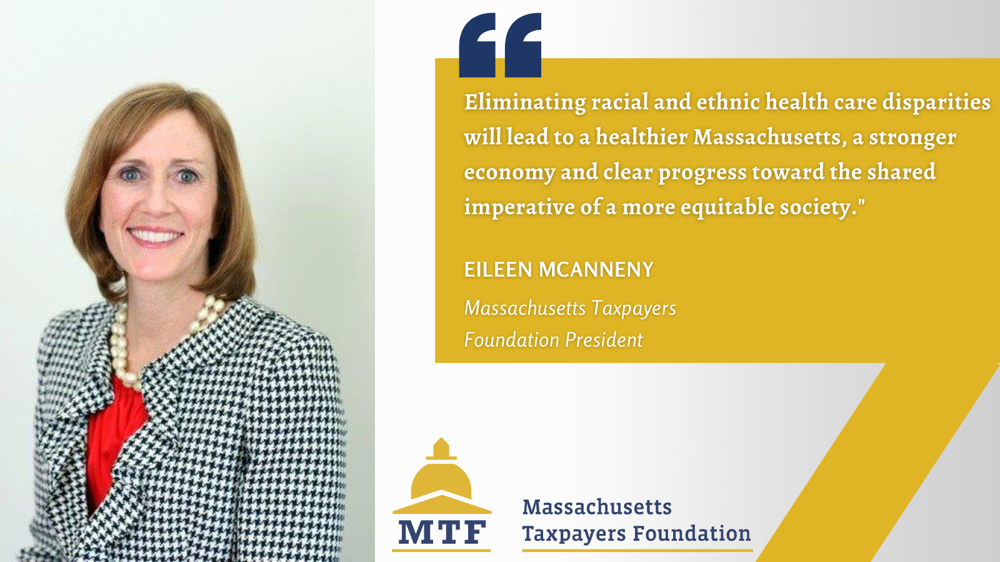 Eliminating racial and ethnic health care disparities
will lead to a healthier Massachusetts, a stronger
economy and clear progress toward the shared
imperative of a more equitable society."
EILEEN MCANNENY
Massachusetts Taxpayers
Foundation President
MTF
Massachusetts
Taxpayers Foundation